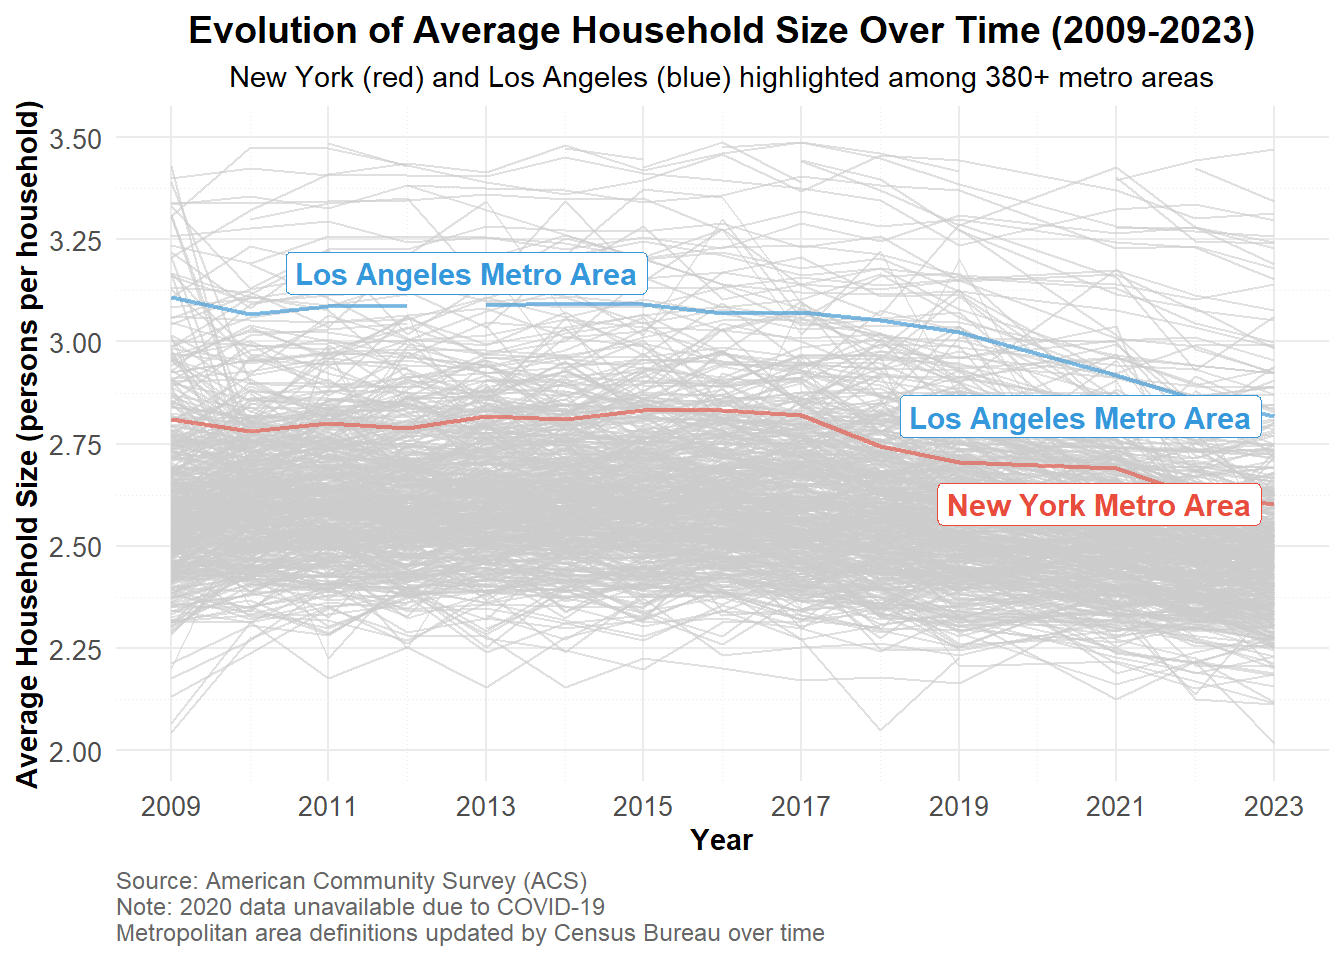 Evolution of Average Household Size Over Time (2009-2023)
New York (red) and Los Angeles (blue) highlighted among 380+ metro areas
Average Household Size (persons per household)
3.50
3.25
3.00
2.75
2.50
2.25
2.00
Los Angeles Metro Area
Los Angeles Metro Area
New York Metro Area
2009 2011 2013 2015 2017 2019 2021 2023
Year
Source: American Community Survey (ACS)
Note: 2020 data unavailable due to COVID-19
Metropolitan area definitions updated by Census Bureau over time